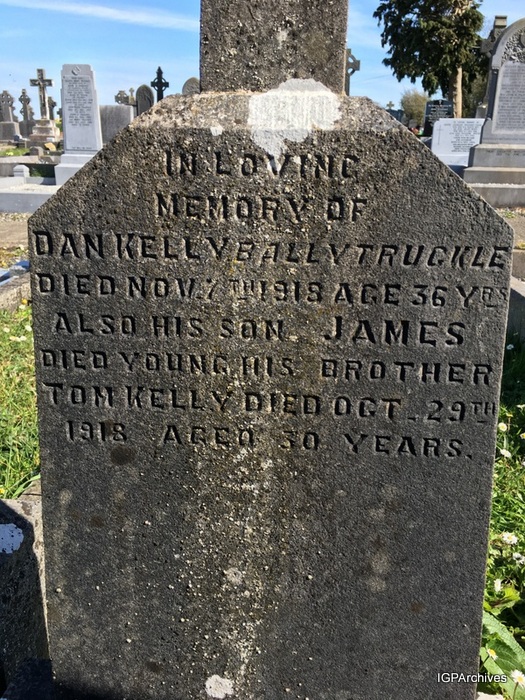 IN LOVING
MEMORY OF
DAN KELLY BALLYTRUCKLE
DIED NOV. 7TH 1918 AGE 36 YRS
ALSO HIS SON JAMES
DIED YOUNG HIS BROTHER
TOM KELLY DIED OCT. 29TH
1918 AGED 30 YEARS.
IGPArchives